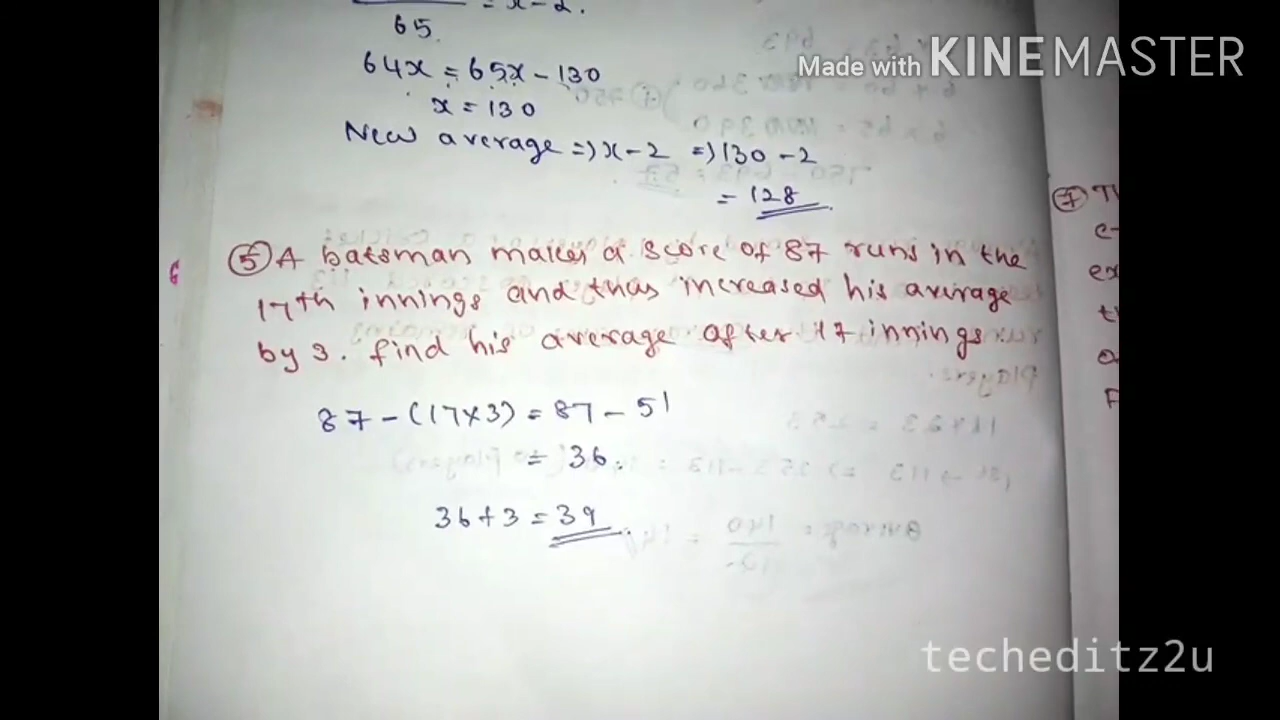 = x - 2.
65
64x = 65x - 130
x = 130
New average => x - 2 => 130 - 2
= 128
⑤ A batsman makes a score of 87 runs in the
17th innings and thus increased his average
by 3. find his average after 17 innings
87 - (17×3) = 87 - 51
= 36.
36 + 3 = 39
⑦
Made with KINEMASTER
techeditz2u